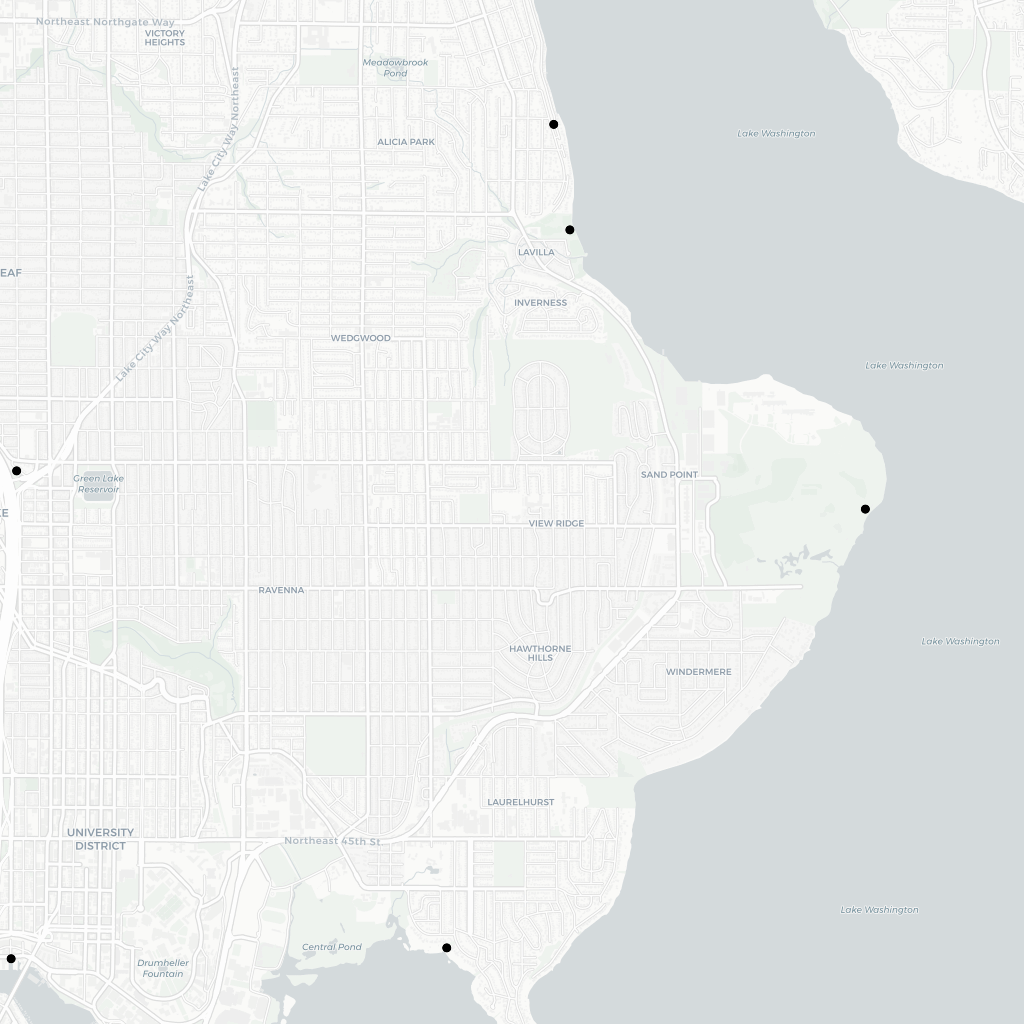 Northeast Northgate Way
VICTORY
HEIGHTS
Meadowbrook
Pond
Lake City Way Northeast
Lake Washington
ALICIA PARK
LAVILLA
EAF
INVERNESS
Lake City Way Northeast
WEDGWOOD
Lake Washington
Green Lake
Reservoir
SAND POINT
KE
VIEW RIDGE
RAVENNA
Lake Washington
HAWTHORNE
HILLS
WINDERMERE
LAURELHURST
UNIVERSITY
DISTRICT
Northeast 45th St
Lake Washington
Central Pond
Drumheller
Fountain